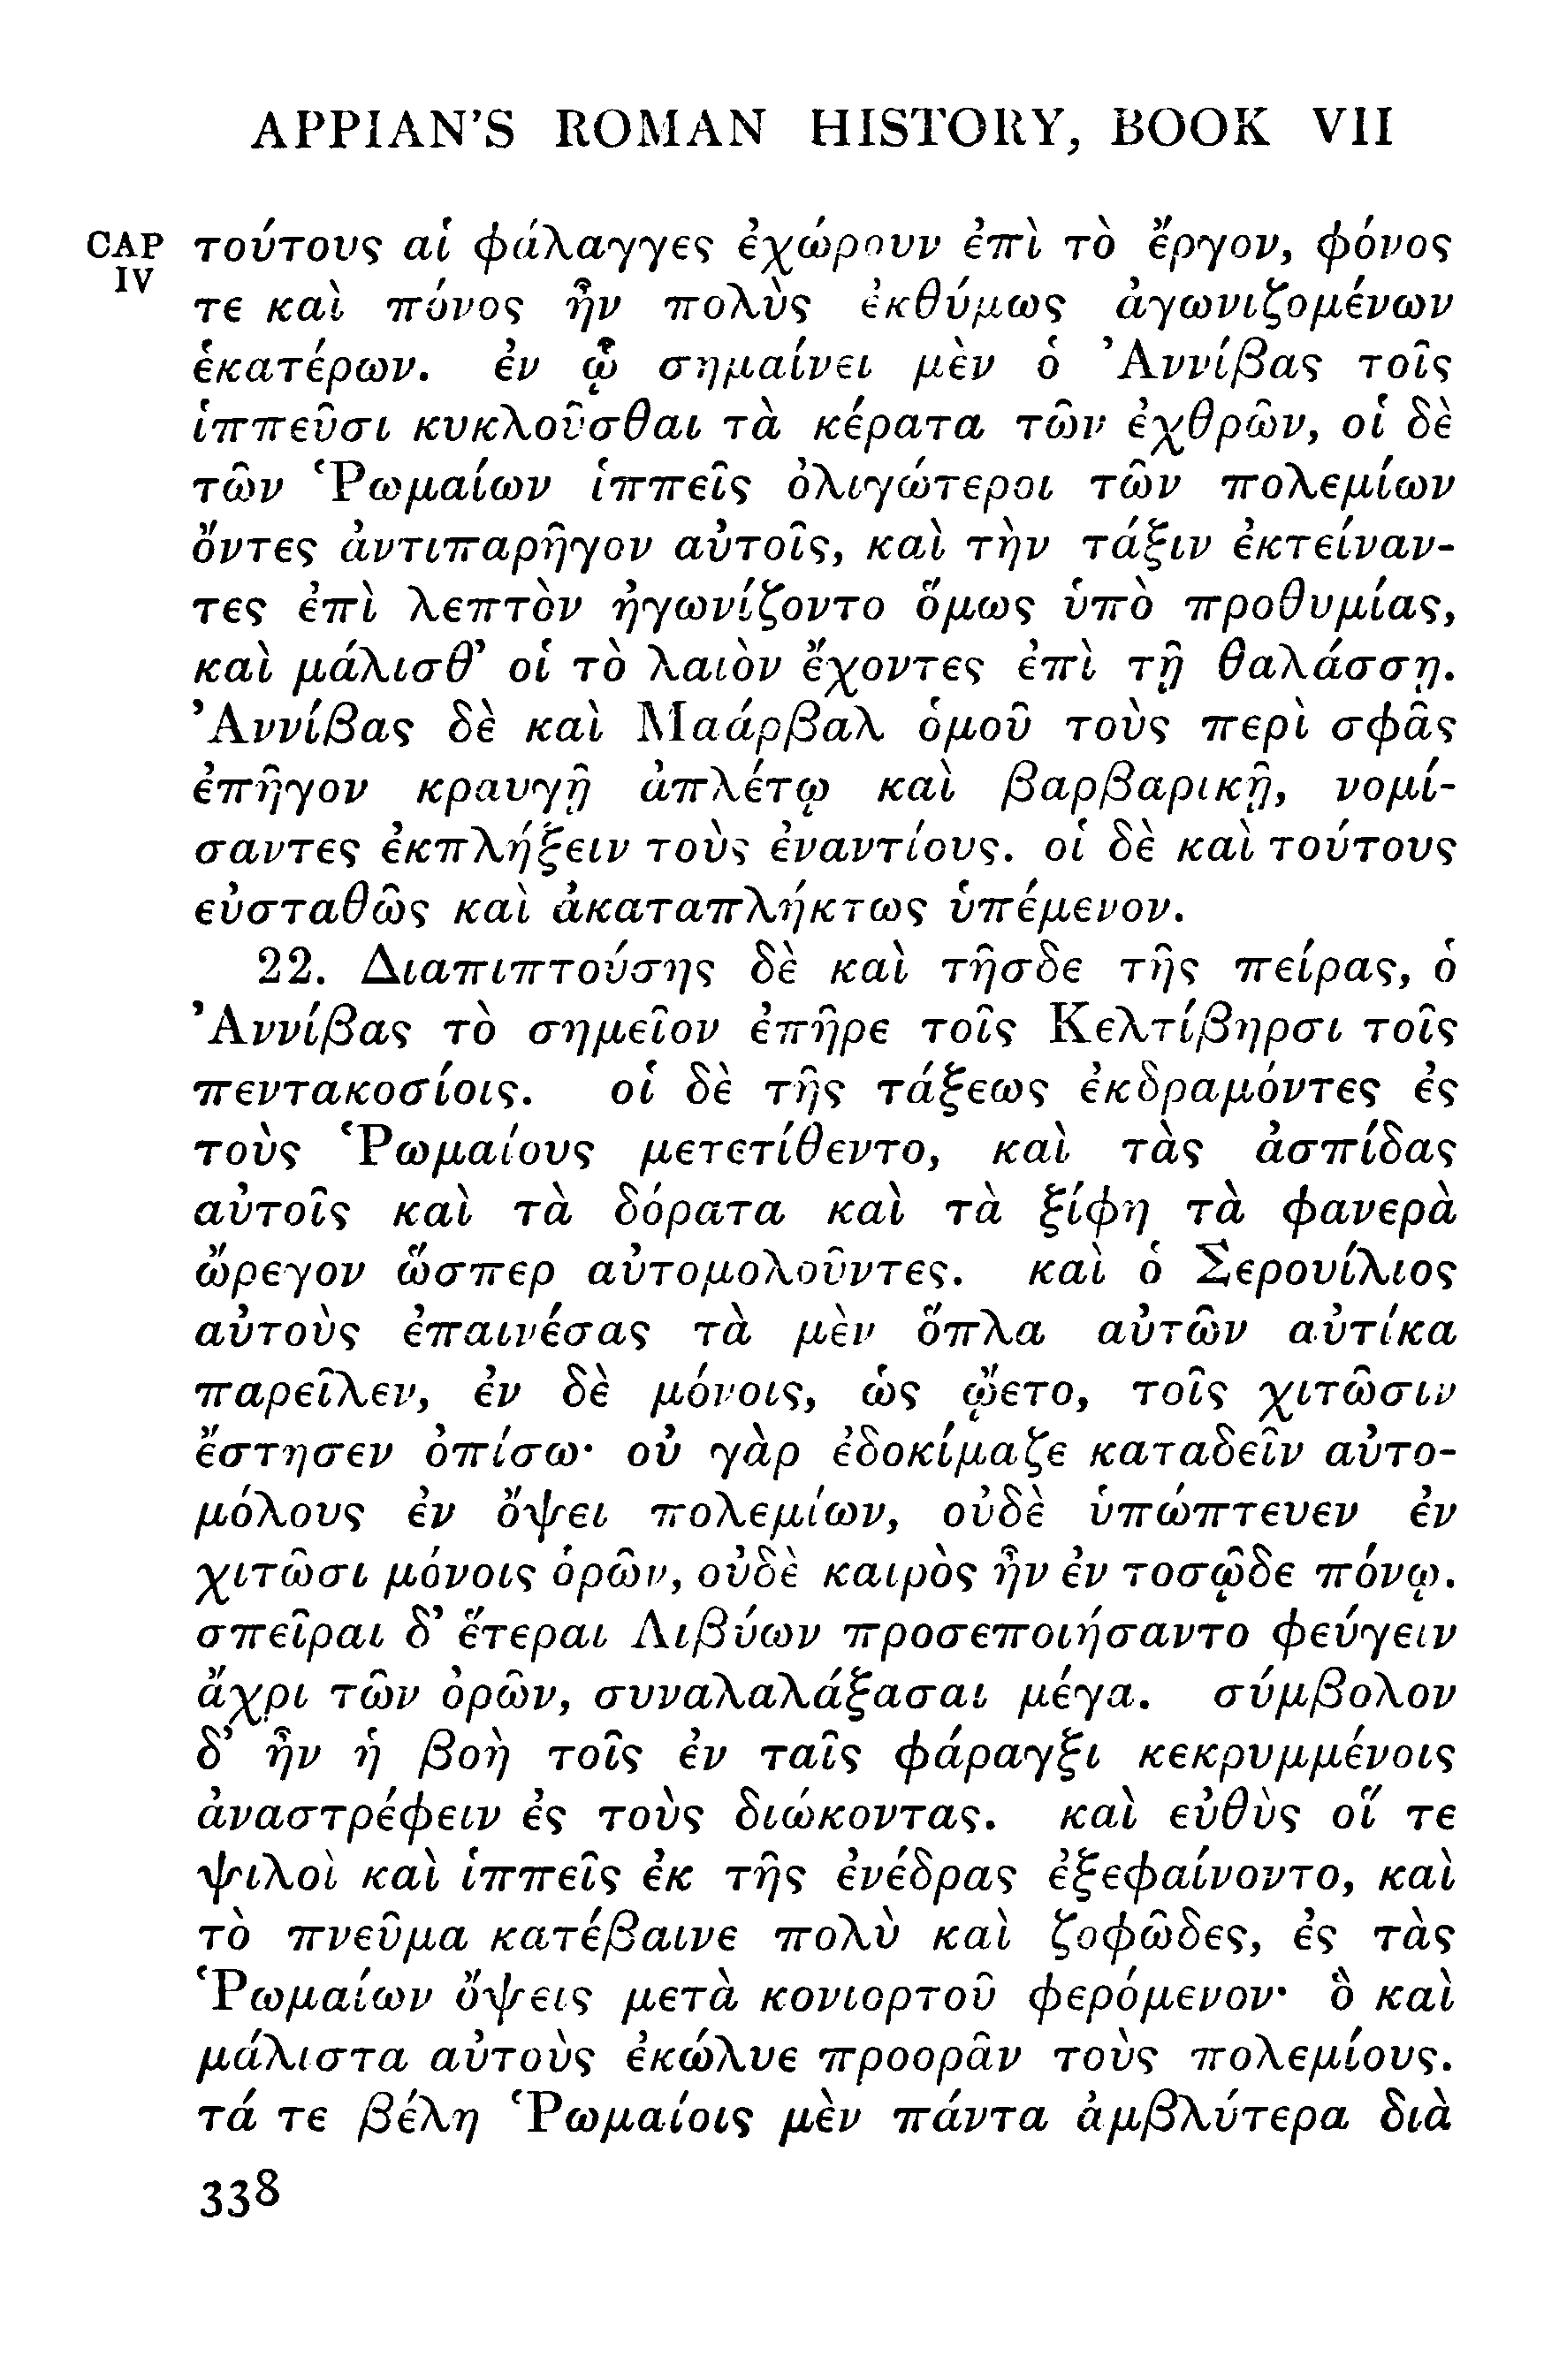 APPIAN'S ROMAN HISTORY, BOOK VII
CAP IV
τούτους αἱ φάλαγγες ἐχώρουν ἐπὶ τὸ ἔργον, φόνος
τε καὶ πόνος ἦν πολὺς ἐκθύμως ἀγωνιζομένων
ἑκατέρων. ἐν ᾧ σημαίνει μὲν ὁ Ἀννίβας τοῖς
ἱππεῦσι κυκλοῦσθαι τὰ κέρατα τῶν ἐχθρῶν, οἱ δὲ
τῶν Ῥωμαίων ἱππεῖς ὀλιγώτεροι τῶν πολεμίων
ὄντες ἀντιπαρῆγον αὐτοῖς, καὶ τὴν τάξιν ἐκτείναν-
τες ἐπὶ λεπτὸν ἠγωνίζοντο ὅμως ὑπὸ προθυμίας,
καὶ μάλισθ' οἱ τὸ λαιὸν ἔχοντες ἐπὶ τῇ θαλάσσῃ.
Ἀννίβας δὲ καὶ Μαάρβαλ ὁμοῦ τοὺς περὶ σφᾶς
ἐπῆγον κραυγῇ ἀπλέτῳ καὶ βαρβαρικῇ, νομί-
σαντες ἐκπλήξειν τοὺς ἐναντίους. οἱ δὲ καὶ τούτους
εὐσταθῶς καὶ ἀκαταπλήκτως ὑπέμενον.
22. Διαπιπτούσης δὲ καὶ τῆσδε τῆς πείρας, ὁ
Ἀννίβας τὸ σημεῖον ἐπῆρε τοῖς Κελτίβηρσι τοῖς
πεντακοσίοις. οἱ δὲ τῆς τάξεως ἐκδραμόντες ἐς
τοὺς Ῥωμαίους μετετίθεντο, καὶ τὰς ἀσπίδας
αὐτοῖς καὶ τὰ δόρατα καὶ τὰ ξίφη τὰ φανερὰ
ὤρεγον ὥσπερ αὐτομολοῦντες. καὶ ὁ Σερουίλιος
αὐτοὺς ἐπαινέσας τὰ μὲν ὅπλα αὐτῶν αὐτίκα
παρεῖλεν, ἐν δὲ μόνοις, ὡς ᾤετο, τοῖς χιτῶσιν
ἔστησεν ὀπίσω· οὐ γὰρ ἐδοκίμαζε καταδεῖν αὐτο-
μόλους ἐν ὄψει πολεμίων, οὐδὲ ὑπώπτευεν ἐν
χιτῶσι μόνοις ὁρῶν, οὐδὲ καιρὸς ἦν ἐν τοσῷδε πόνῳ.
σπεῖραι δ' ἕτεραι Λιβύων προσεποιήσαντο φεύγειν
ἄχρι τῶν ὀρῶν, συναλαλάξασαι μέγα. σύμβολον
δ' ἦν ἡ βοὴ τοῖς ἐν ταῖς φάραγξι κεκρυμμένοις
ἀναστρέφειν ἐς τοὺς διώκοντας. καὶ εὐθὺς οἵ τε
ψιλοὶ καὶ ἱππεῖς ἐκ τῆς ἐνέδρας ἐξεφαίνοντο, καὶ
τὸ πνεῦμα κατέβαινε πολὺ καὶ ζοφῶδες, ἐς τὰς
Ῥωμαίων ὄψεις μετὰ κονιορτοῦ φερόμενον· ὃ καὶ
μάλιστα αὐτοὺς ἐκώλυε προορᾶν τοὺς πολεμίους.
τά τε βέλη Ῥωμαίοις μὲν πάντα ἀμβλύτερα διὰ
338